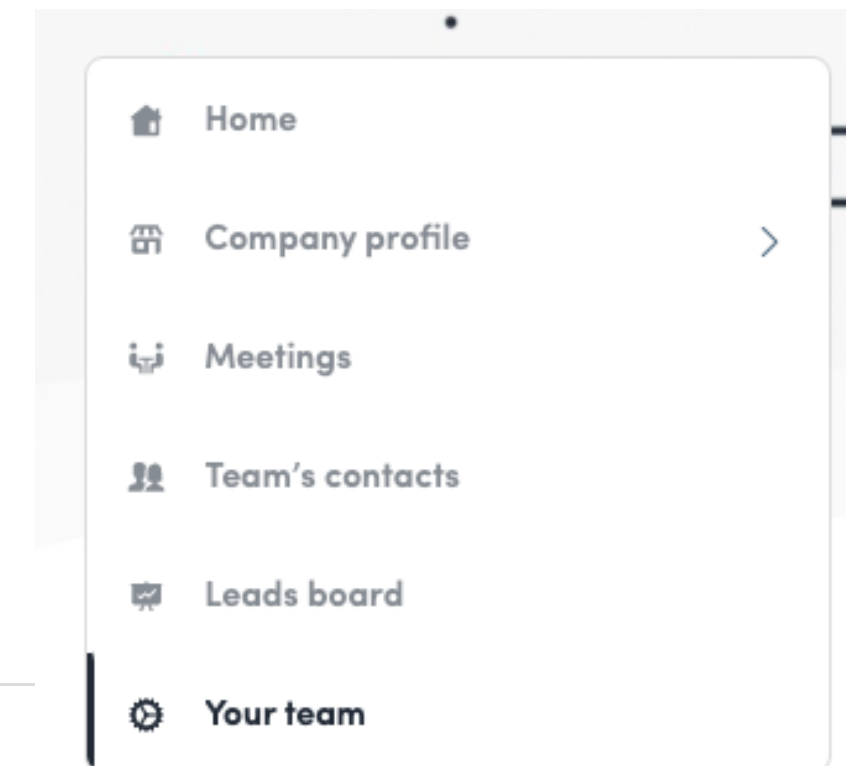 Home
Company profile
Meetings
Team’s contacts
Leads board
Your team